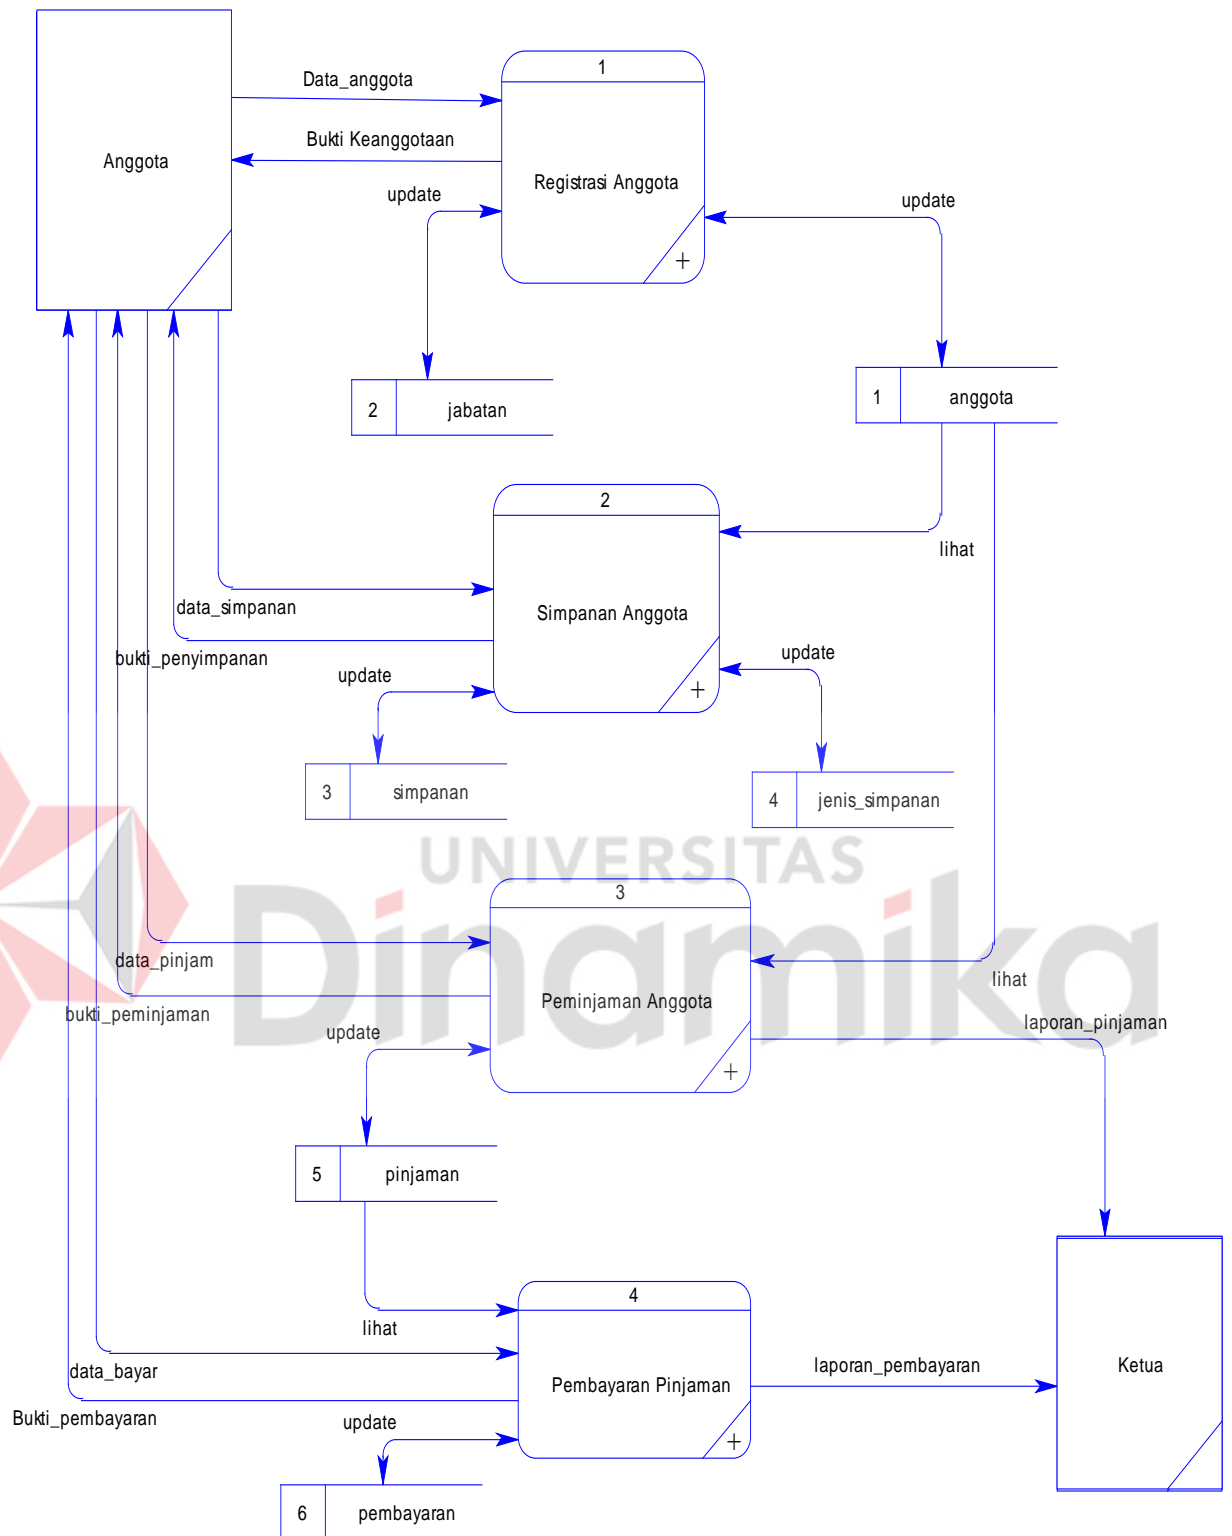 1
Data_anggota
Bukti Keanggotaan
Anggota
Registrasi Anggota
update
update
+
2
jabatan
1
anggota
2
lihat
data_simpanan
Simpanan Anggota
bukti_penyimpanan
update
update
+
3
simpanan
4
jenis_simpanan
UNIVERSITAS
Dinamika
3
data_pinjam
lihat
Peminjaman Anggota
bukti_peminjaman
laporan_pinjaman
update
+
5
pinjaman
4
lihat
data_bayar
laporan_pembayaran
Ketua
Pembayaran Pinjaman
Bukti_pembayaran
update
+
6
pembayaran